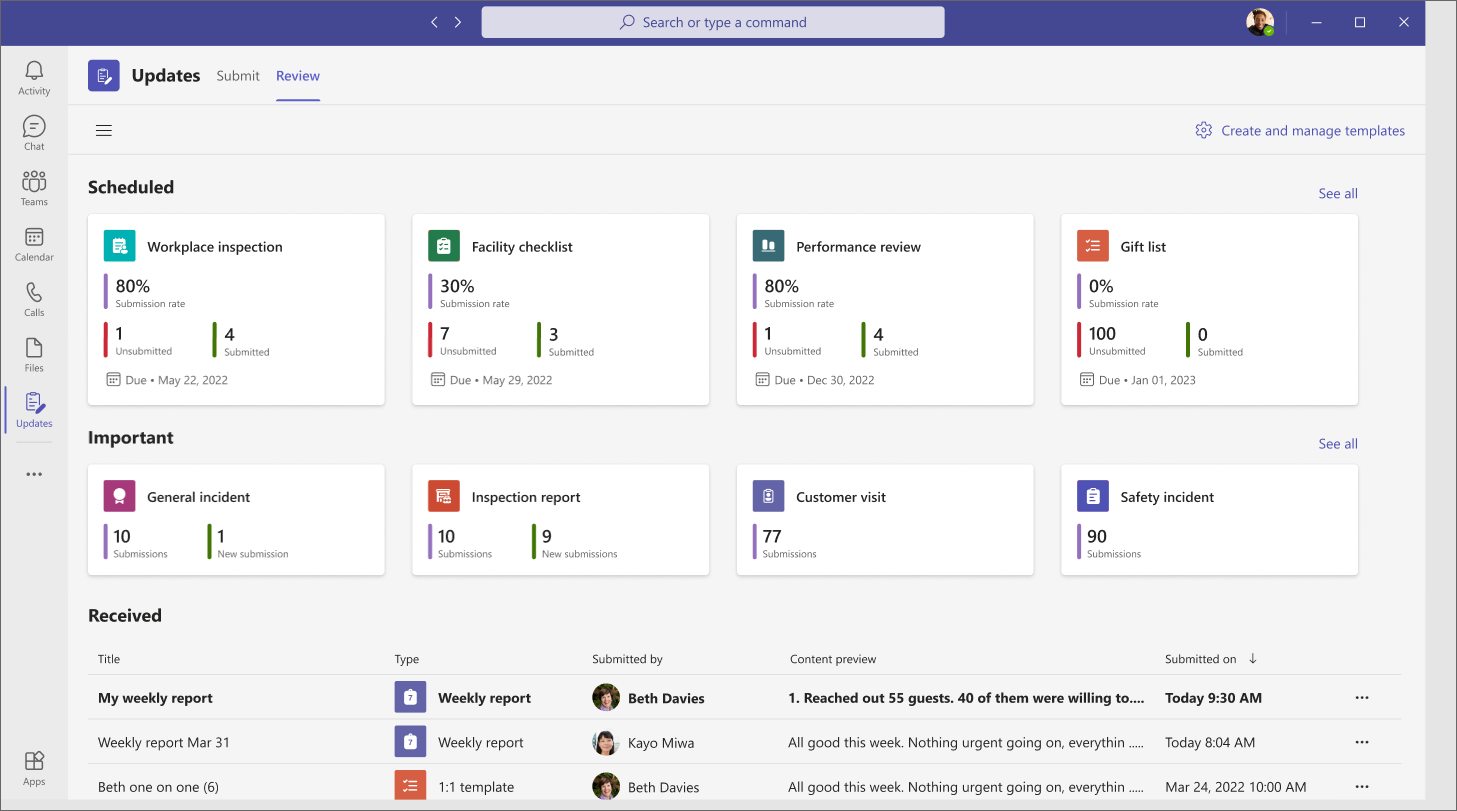 Search or type a command
Activity
Chat
Teams
Calendar
Calls
Files
Updates
Apps
Updates Submit Review
Create and manage templates
Scheduled See all
Workplace inspection
80%
Submission rate
1 4
Unsubmitted Submitted
Due • May 22, 2022
Facility checklist
30%
Submission rate
7 3
Unsubmitted Submitted
Due • May 29, 2022
Performance review
80%
Submission rate
1 4
Unsubmitted Submitted
Due • Dec 30, 2022
Gift list
0%
Submission rate
100 0
Unsubmitted Submitted
Due • Jan 01, 2023
Important See all
General incident
10 1
Submissions New submission
Inspection report
10 9
Submissions New submissions
Customer visit
77
Submissions
Safety incident
90
Submissions
Received
Title Type Submitted by Content preview Submitted on ↓
My weekly report 7 Weekly report Beth Davies 1. Reached out 55 guests. 40 of them were willing to.... Today 9:30 AM
Weekly report Mar 31 7 Weekly report Kayo Miwa All good this week. Nothing urgent going on, everythin ..... Today 8:04 AM
Beth one on one (6) 1:1 template Beth Davies All good this week. Nothing urgent going on, everythin ..... Mar 24, 2022 10:00 AM